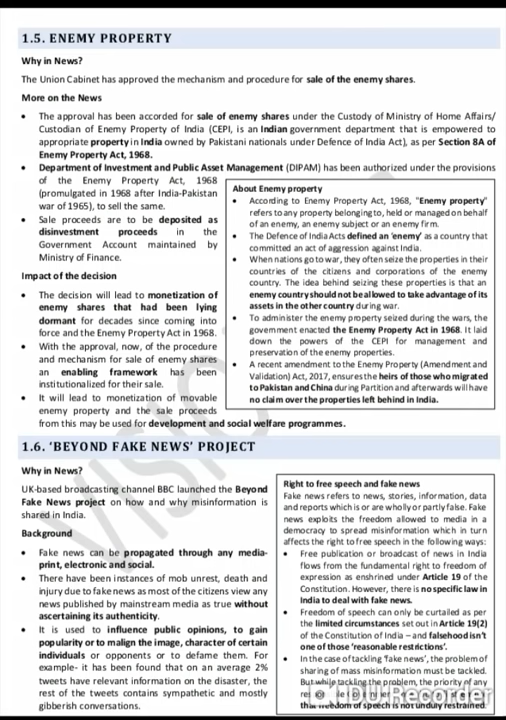 1.5. ENEMY PROPERTY
Why in News?
The Union Cabinet has approved the mechanism and procedure for sale of the enemy shares.
More on the News
• The approval has been accorded for sale of enemy shares under the Custody of Ministry of Home Affairs/
Custodian of Enemy Property of India (CEPI, is an Indian government department that is empowered to
appropriate property in India owned by Pakistani nationals under Defence of India Act), as per Section 8A of
Enemy Property Act, 1968.
• Department of Investment and Public Asset Management (DIPAM) has been authorized under the provisions
of the Enemy Property Act, 1968
(promulgated in 1968 after India-Pakistan
war of 1965), to sell the same.
• Sale proceeds are to be deposited as
disinvestment proceeds in the
Government Account maintained by
Ministry of Finance.
Impact of the decision
• The decision will lead to monetization of
enemy shares that had been lying
dormant for decades since coming into
force and the Enemy Property Act in 1968.
• With the approval, now, of the procedure
and mechanism for sale of enemy shares
an enabling framework has been
institutionalized for their sale.
• It will lead to monetization of movable
enemy property and the sale proceeds
from this may be used for development and social welfare programmes.
About Enemy property
• According to Enemy Property Act, 1968, "Enemy property"
refers to any property belonging to, held or managed on behalf
of an enemy, an enemy subject or an enemy firm.
• The Defence of India Acts defined an 'enemy' as a country that
committed an act of aggression against India.
• When nations go to war, they often seize the properties in their
countries of the citizens and corporations of the enemy
country. The idea behind seizing these properties is that an
enemy country should not be allowed to take advantage of its
assets in the other country during war.
• To administer the enemy property seized during the wars, the
government enacted the Enemy Property Act in 1968. It laid
down the powers of the CEPI for management and
preservation of the enemy properties.
• A recent amendment to the Enemy Property (Amendment and
Validation) Act, 2017, ensures the heirs of those who migrated
to Pakistan and China during Partition and afterwards will have
no claim over the properties left behind in India.
1.6. 'BEYOND FAKE NEWS' PROJECT
Why in News?
UK-based broadcasting channel BBC launched the Beyond
Fake News project on how and why misinformation is
shared in India.
Background
• Fake news can be propagated through any media-
print, electronic and social.
• There have been instances of mob unrest, death and
injury due to fake news as most of the citizens view any
news published by mainstream media as true without
ascertaining its authenticity.
• It is used to influence public opinions, to gain
popularity or to malign the image, character of certain
individuals or opponents or to defame them. For
example- it has been found that on an average 2%
tweets have relevant information on the disaster, the
rest of the tweets contains sympathetic and mostly
gibberish conversations.
Right to free speech and fake news
Fake news refers to news, stories, information, data
and reports which is or are wholly or partly false. Fake
news exploits the freedom allowed to media in a
democracy to spread misinformation which in turn
affects the right to free speech in the following ways:
• Free publication or broadcast of news in India
flows from the fundamental right to freedom of
expression as enshrined under Article 19 of the
Constitution. However, there is no specific law in
India to deal with fake news.
• Freedom of speech can only be curtailed as per
the limited circumstances set out in Article 19(2)
of the Constitution of India – and falsehood isn't
one of those 'reasonable restrictions'.
• In the case of tackling 'fake news', the problem of
sharing of mass misinformation must be tackled.
But while tackling the problem, the priority of any
that freedom of speech is not unduly restrained.
DU Recorder